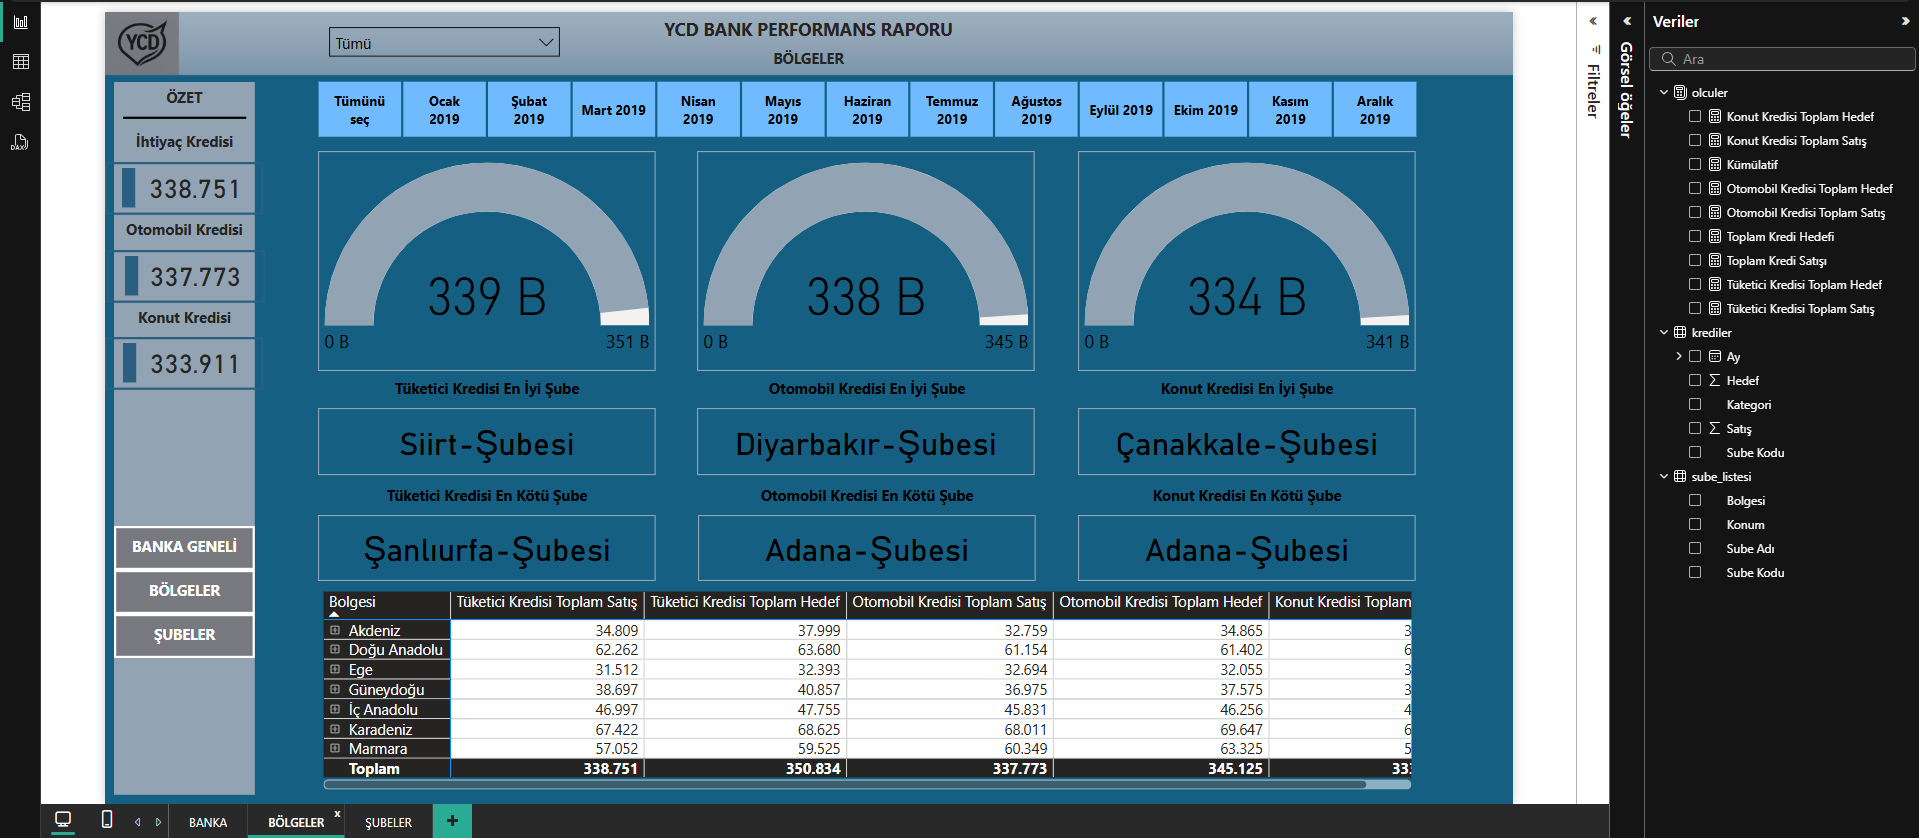 YCD
Tümü
YCD BANK PERFORMANS RAPORU
BÖLGELER
ÖZET
İhtiyaç Kredisi
338.751
Otomobil Kredisi
337.773
Konut Kredisi
333.911
BANKA GENELİ
BÖLGELER
ŞUBELER
Tümünü
seç
Ocak
2019
Şubat
2019
Mart 2019
Nisan
2019
Mayıs
2019
Haziran
2019
Temmuz
2019
Ağustos
2019
Eylül 2019
Ekim 2019
Kasım
2019
Aralık
2019
339 B
0 B 351 B
338 B
0 B 345 B
334 B
0 B 341 B
Tüketici Kredisi En İyi Şube
Otomobil Kredisi En İyi Şube
Konut Kredisi En İyi Şube
Siirt-Şubesi
Diyarbakır-Şubesi
Çanakkale-Şubesi
Tüketici Kredisi En Kötü Şube
Otomobil Kredisi En Kötü Şube
Konut Kredisi En Kötü Şube
Şanlıurfa-Şubesi
Adana-Şubesi
Adana-Şubesi
Bolgesi Tüketici Kredisi Toplam Satış Tüketici Kredisi Toplam Hedef Otomobil Kredisi Toplam Satış Otomobil Kredisi Toplam Hedef Konut Kredisi Toplam
Akdeniz 34.809 37.999 32.759 34.865 3
Doğu Anadolu 62.262 63.680 61.154 61.402 6
Ege 31.512 32.393 32.694 32.055 3
Güneydoğu 38.697 40.857 36.975 37.575 3
İç Anadolu 46.997 47.755 45.831 46.256 4
Karadeniz 67.422 68.625 68.011 69.647 6
Marmara 57.052 59.525 60.349 63.325 5
Toplam 338.751 350.834 337.773 345.125 33
BANKA
BÖLGELER x
ŞUBELER
+
Filtreler
Görsel öğeler
Veriler
Ara
olculer
Konut Kredisi Toplam Hedef
Konut Kredisi Toplam Satış
Kümülatif
Otomobil Kredisi Toplam Hedef
Otomobil Kredisi Toplam Satış
Toplam Kredi Hedefi
Toplam Kredi Satışı
Tüketici Kredisi Toplam Hedef
Tüketici Kredisi Toplam Satış
krediler
Ay
Hedef
Kategori
Satış
Sube Kodu
sube_listesi
Bolgesi
Konum
Sube Adı
Sube Kodu
DAX